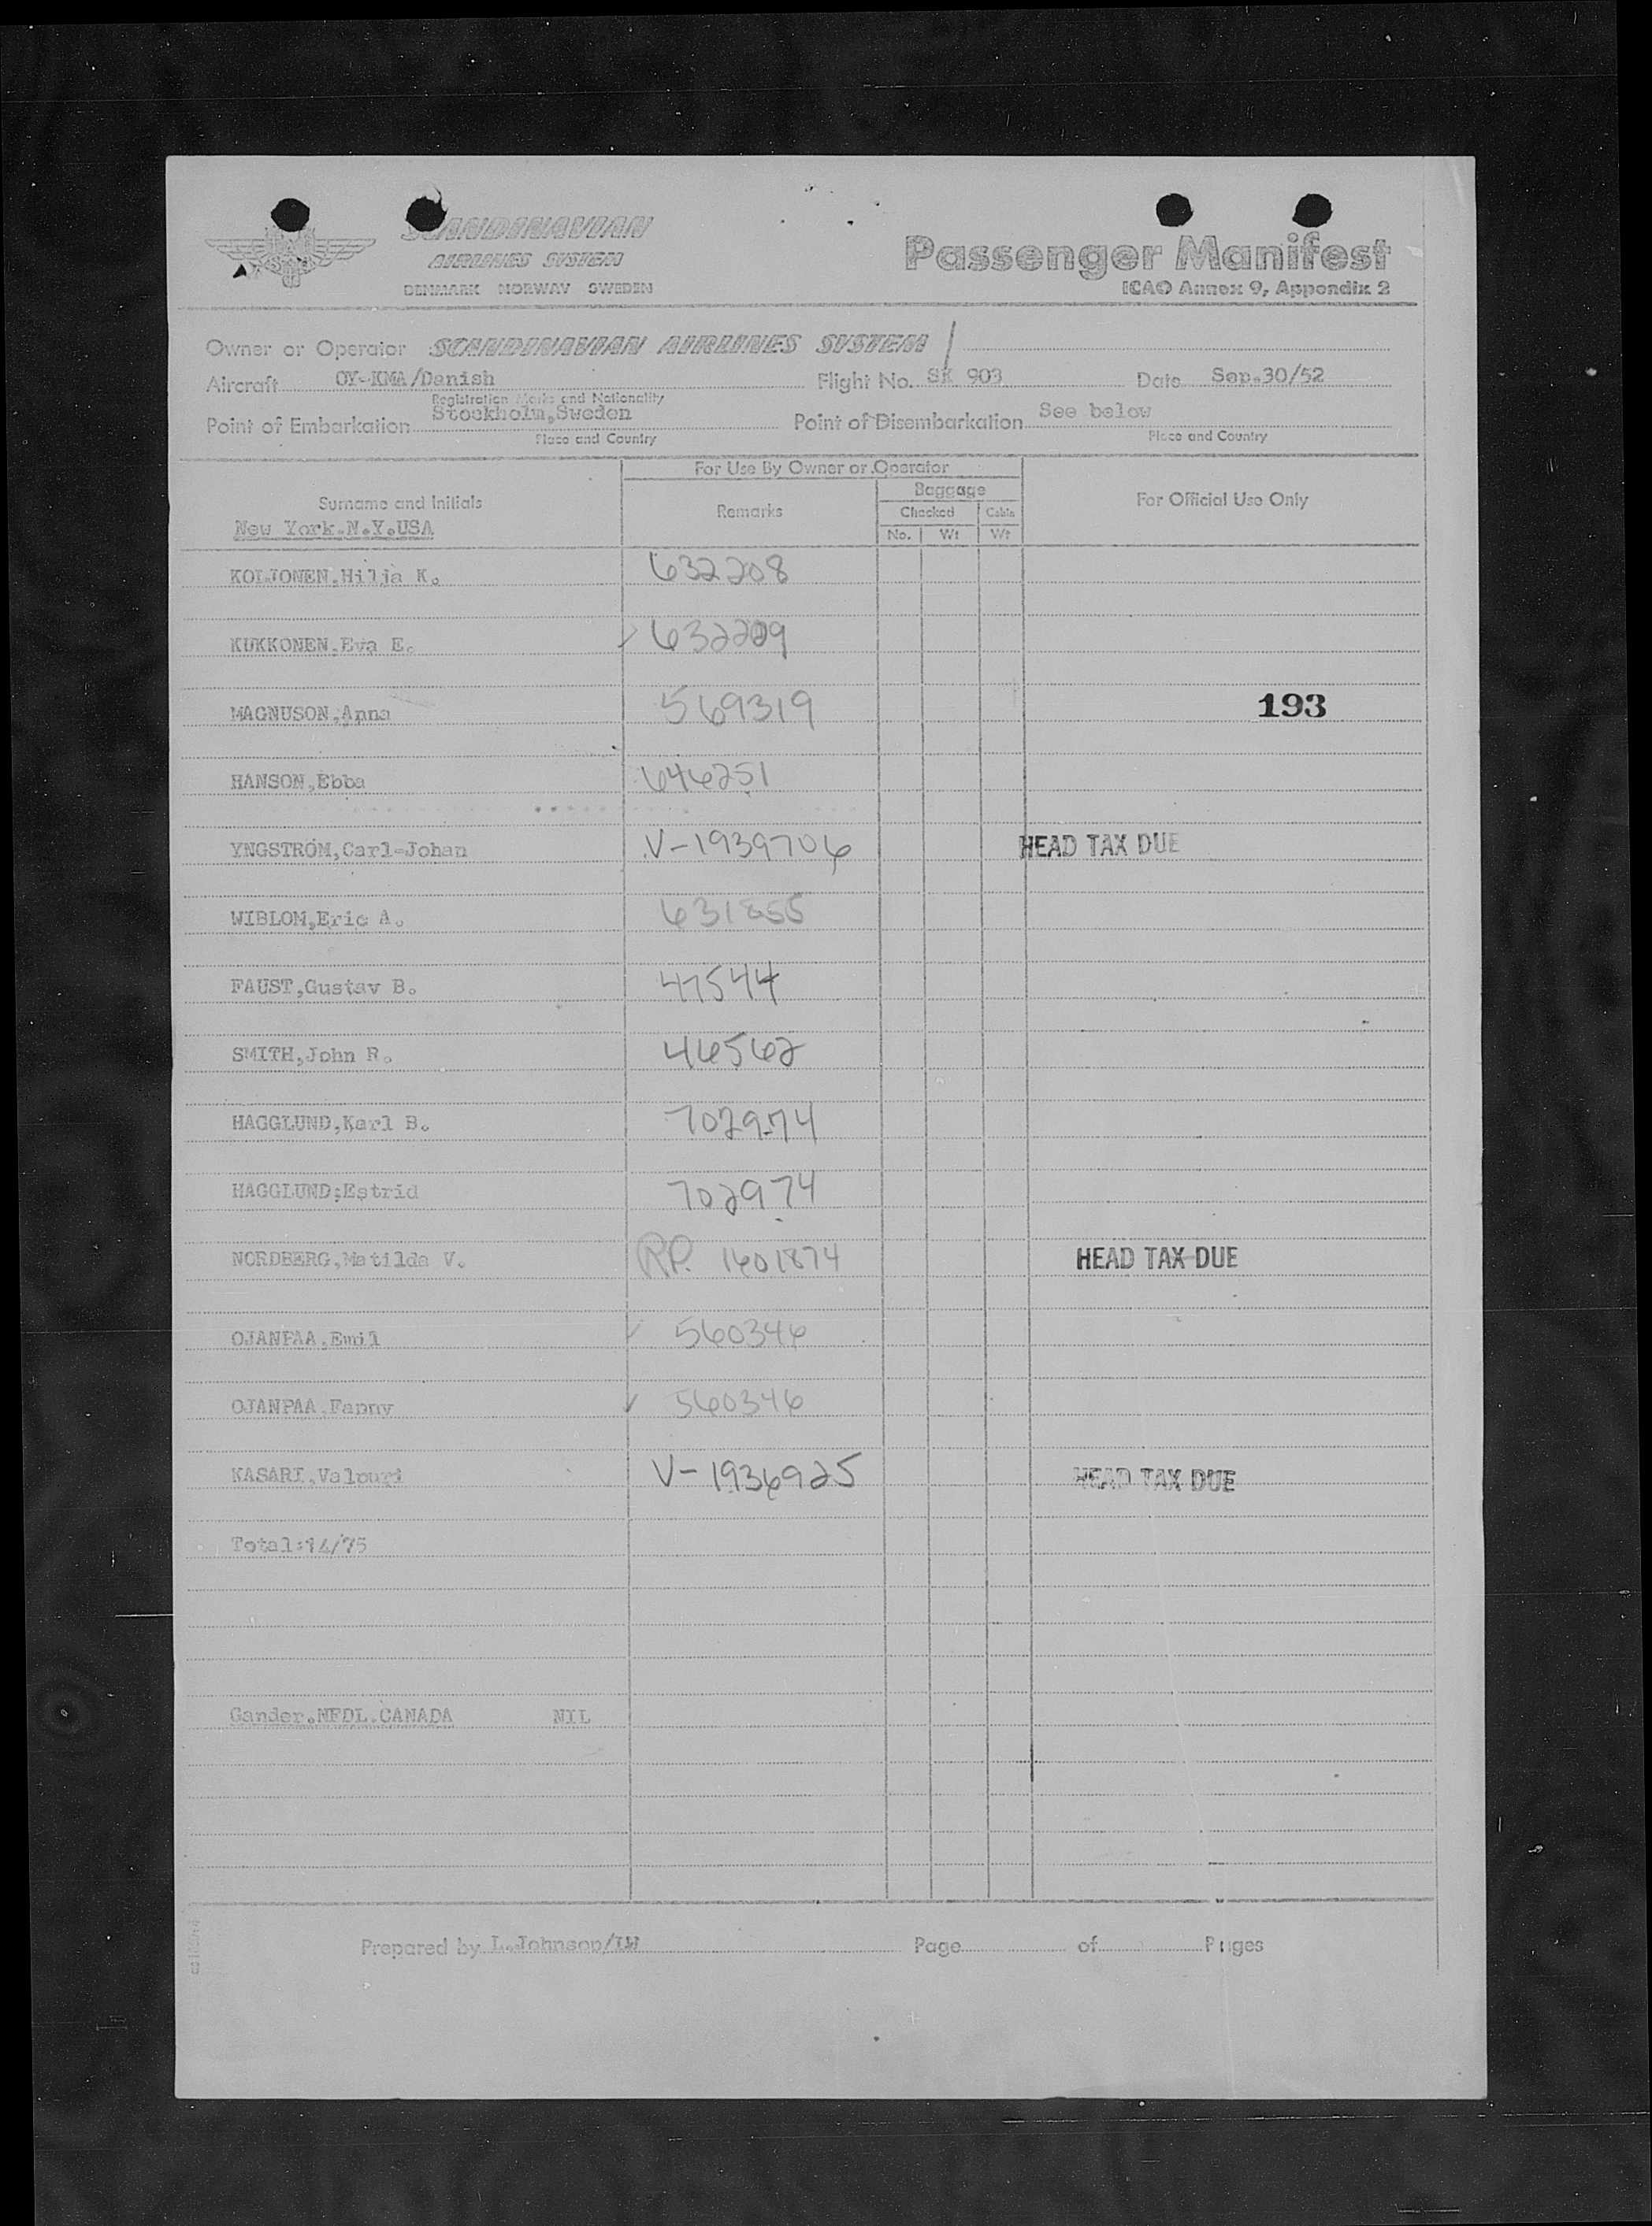 SCANDINAVIAN
AIRLINES SYSTEM
DENMARK NORWAY SWEDEN
Passenger Manifest
ICAO Annex 9, Appendix 2
Owner or Operator SCANDINAVIAN AIRLINES SYSTEM
Aircraft OY-KMA/Danish Flight No. SK 903 Date Sep.30/52
Registration Marks and Nationality
Point of Embarkation Stockholm,Sweden Point of Disembarkation See below
Place and Country Place and Country
For Use By Owner or Operator
Surname and Initials Remarks Baggage For Official Use Only
Checked Cabin
No. Wt Wt
New York.N.Y.USA
KOLJONEN,Hilja K. 632208
KUKKONEN,Eva E. ✓ 632209
MAGNUSON,Anna 569319 193
HANSON,Ebba 646251
YNGSTRÖM,Carl-Johan V-1939706 HEAD TAX DUE
WIBLOM,Eric A. 631855
FAUST,Gustav B. 47544
SMITH,John R. 46562
HAGGLUND,Karl B. 702974
HAGGLUND;Estrid 702974
NORDBERG,Matilda V. RP. 1601874 HEAD TAX DUE
OJANPAA,Emil ✓ 560346
OJANPAA,Fanny ✓ 560346
KASARI,Valpuri V-1936925 HEAD TAX DUE
Total:14/75
Gander.NFDL.CANADA NIL
Prepared by L.Johnson/LW Page of Pages